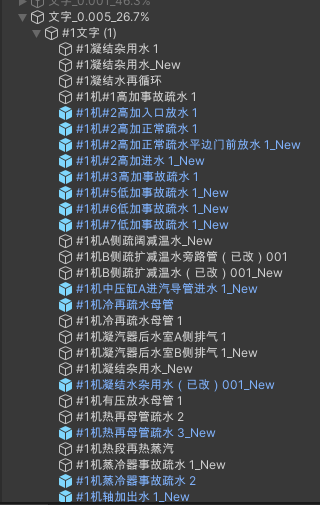 文字_0.001_46.3%
文字_0.005_26.7%
#1文字 (1)
#1凝结杂用水 1
#1凝结杂用水_New
#1凝结水再循环
#1机#1高加事故疏水 1
#1机#2高加入口放水 1
#1机#2高加正常疏水 1
#1机#2高加正常疏水平边门前放水 1_New
#1机#2高加进水 1_New
#1机#3高加事故疏水 1
#1机#5低加事故疏水 1_New
#1机#6低加事故疏水 1_New
#1机#7低加事故疏水 1_New
#1机A侧疏阔减温水_New
#1机B侧疏扩减温水旁路管（已改）001
#1机B侧疏扩减温水（已改）001_New
#1机中压缸A进汽导管进水 1_New
#1机冷再疏水母管
#1机冷再疏水母管 1
#1机凝汽器后水室A侧排气 1
#1机凝汽器后水室B侧排气 1_New
#1机凝结杂用水_New
#1机凝结水杂用水（已改）001_New
#1机有压放水母管 1
#1机热再母管疏水 2
#1机热再母管疏水 3_New
#1机热段再热蒸汽
#1机蒸冷器事故疏水 1_New
#1机蒸冷器事故疏水 2
#1机轴加出水 1_New